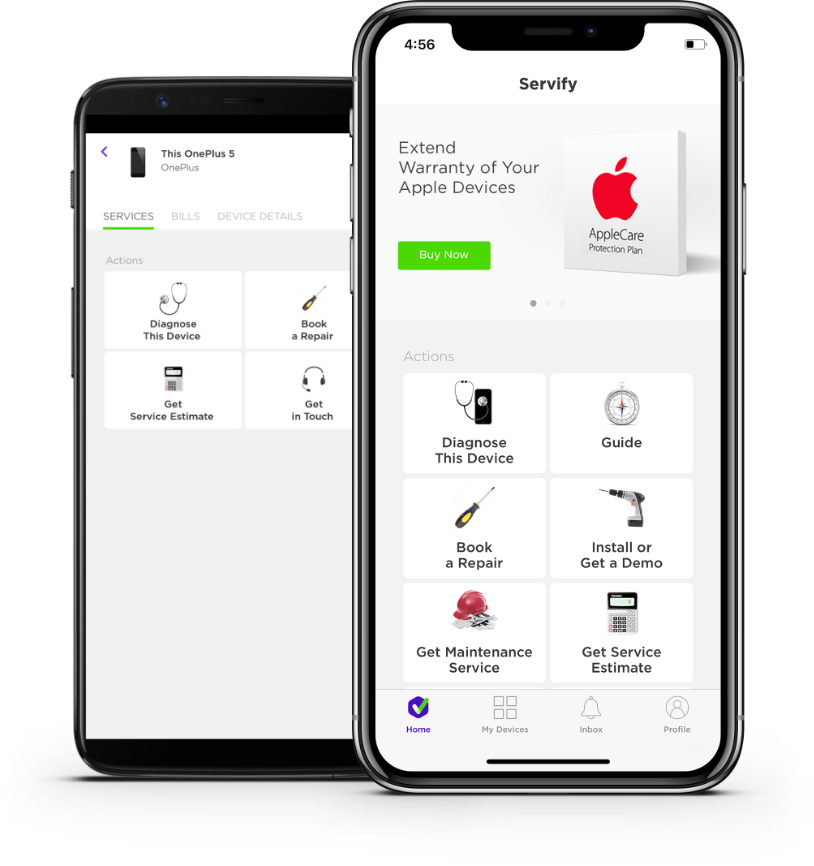 This OnePlus 5
OnePlus
SERVICES BILLS DEVICE DETAILS
Actions
Diagnose
This Device
Book
a Repair
Get
Service Estimate
Get
in Touch
4:56
Servify
Extend
Warranty of Your
Apple Devices
AppleCare
Protection Plan
Buy Now
Actions
Diagnose
This Device
Guide
Book
a Repair
Install or
Get a Demo
Get Maintenance
Service
Get Service
Estimate
Home My Devices Inbox Profile